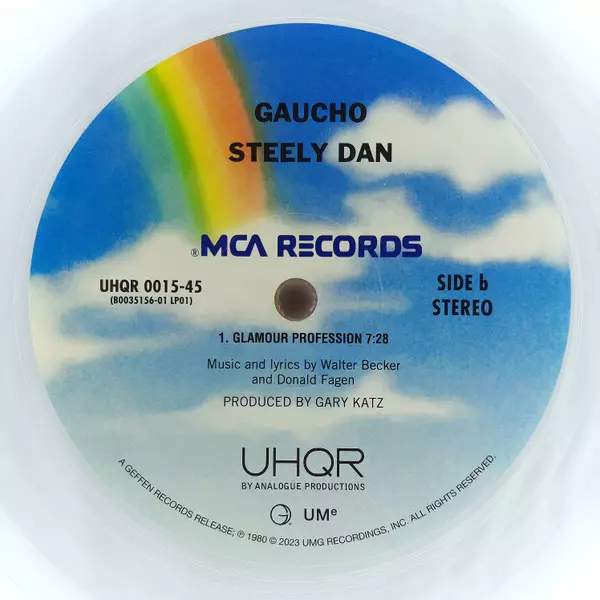 GAUCHO
STEELY DAN
®MCA RECORDS
UHQR 0015-45
(B0035156-01 LP01)
SIDE b
STEREO
1. GLAMOUR PROFESSION 7:28
Music and lyrics by Walter Becker
and Donald Fagen
PRODUCED BY GARY KATZ
UHQR
BY ANALOGUE PRODUCTIONS
G UMe
A GEFFEN RECORDS RELEASE; ℗ 1980 © 2023 UMG RECORDINGS, INC. ALL RIGHTS RESERVED.